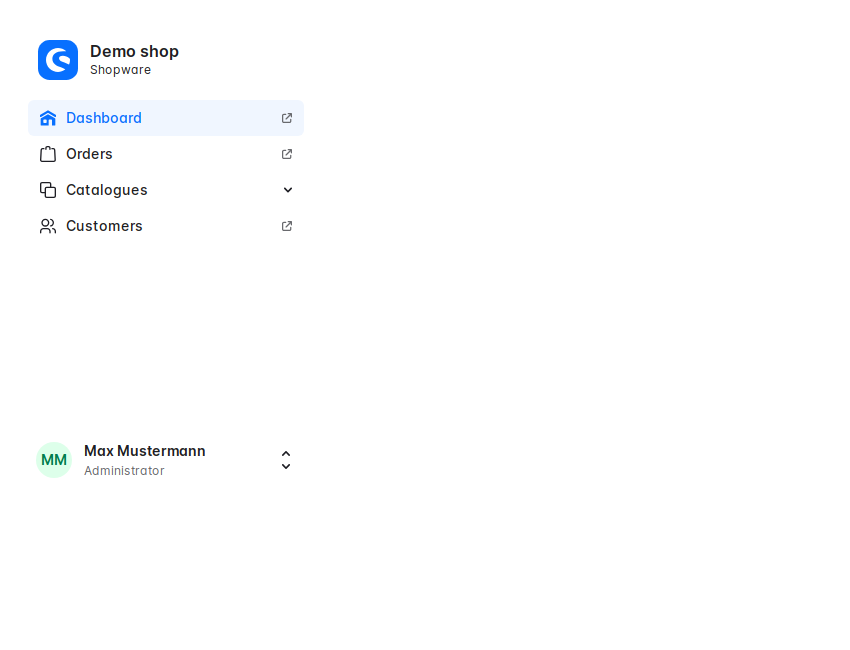 Demo shop
Shopware
Dashboard
Orders
Catalogues
Customers
MM
Max Mustermann
Administrator